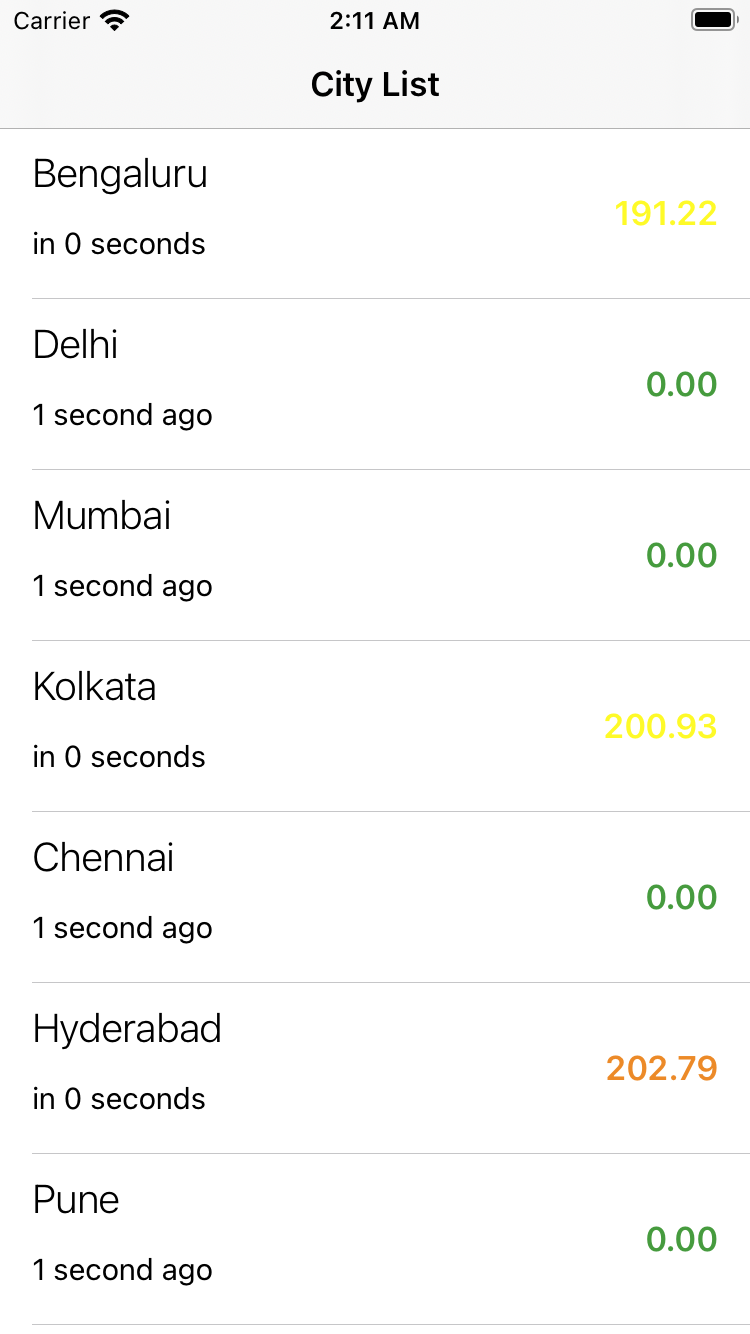 Carrier 2:11 AM
City List
Bengaluru
191.22
in 0 seconds
Delhi
0.00
1 second ago
Mumbai
0.00
1 second ago
Kolkata
200.93
in 0 seconds
Chennai
0.00
1 second ago
Hyderabad
202.79
in 0 seconds
Pune
0.00
1 second ago